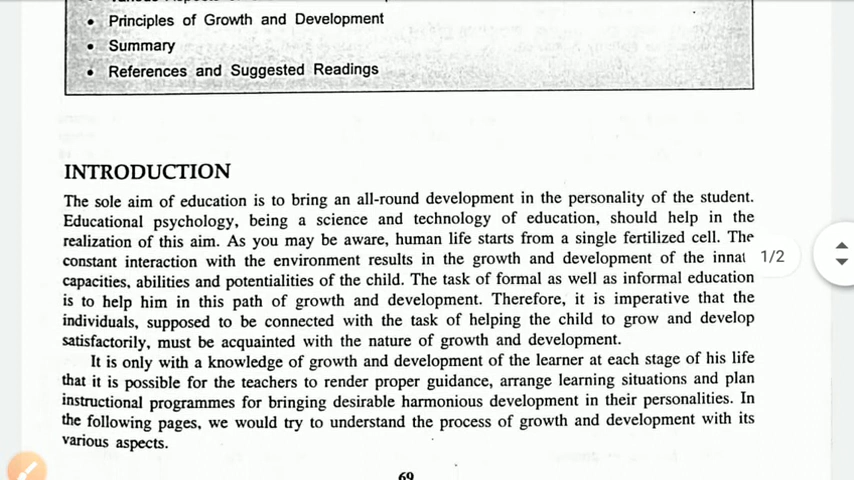 • Principles of Growth and Development
• Summary
• References and Suggested Readings
INTRODUCTION
The sole aim of education is to bring an all-round development in the personality of the student.
Educational psychology, being a science and technology of education, should help in the
realization of this aim. As you may be aware, human life starts from a single fertilized cell. The
constant interaction with the environment results in the growth and development of the innat
1/2
capacities, abilities and potentialities of the child. The task of formal as well as informal education
is to help him in this path of growth and development. Therefore, it is imperative that the
individuals, supposed to be connected with the task of helping the child to grow and develop
satisfactorily, must be acquainted with the nature of growth and development.
It is only with a knowledge of growth and development of the learner at each stage of his life
that it is possible for the teachers to render proper guidance, arrange learning situations and plan
instructional programmes for bringing desirable harmonious development in their personalities. In
the following pages, we would try to understand the process of growth and development with its
various aspects.
69